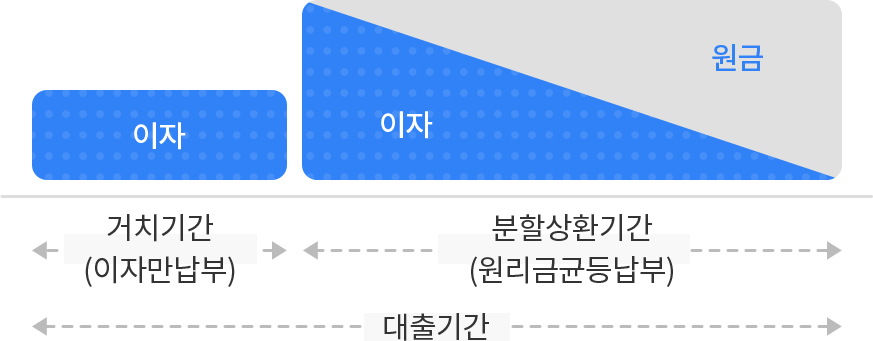 원금
이자
이자
거치기간
(이자만납부)
분할상환기간
(원리금균등납부)
대출기간